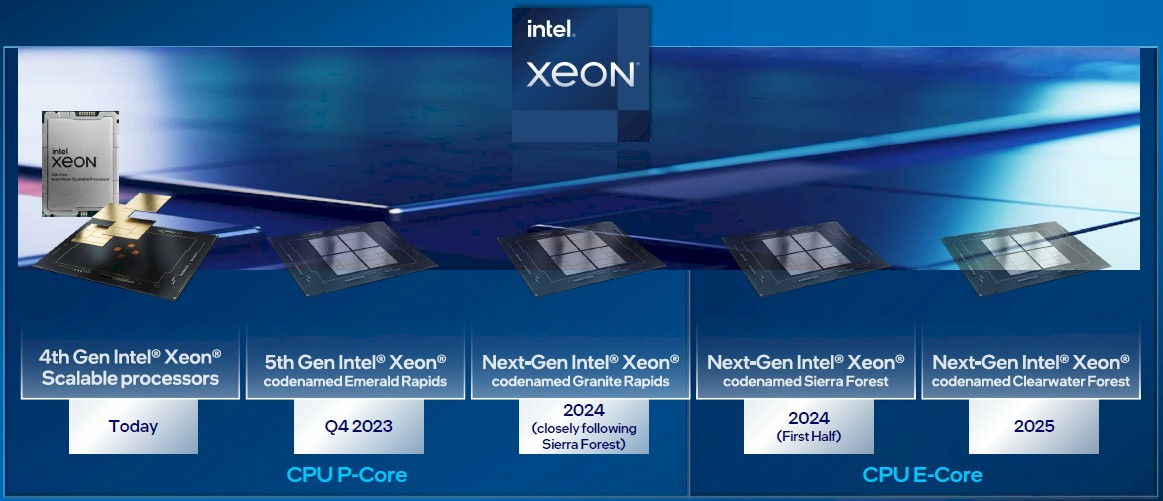 intel.
xeon
intel
xeon
4th Gen Intel® Xeon®
Scalable processors
5th Gen Intel® Xeon®
codenamed Emerald Rapids
Next-Gen Intel® Xeon®
codenamed Granite Rapids
Next-Gen Intel® Xeon®
codenamed Sierra Forest
Next-Gen Intel® Xeon®
codenamed Clearwater Forest
Today
Q4 2023
2024
(closely following
Sierra Forest)
2024
(First Half)
2025
CPU P-Core
CPU E-Core